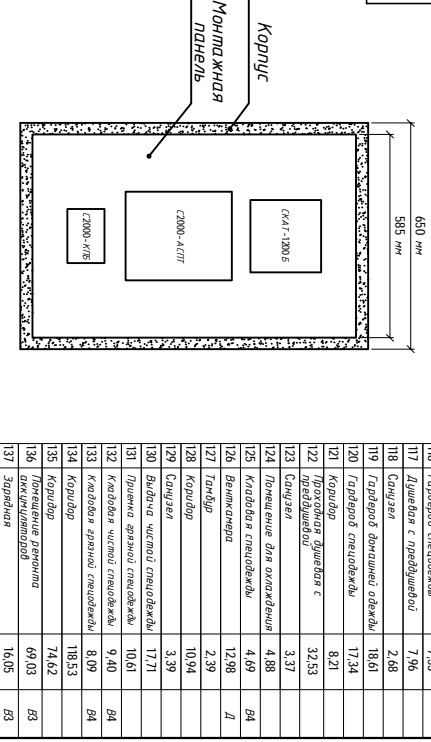 650 мм
585 мм
Корпус
Монтажная
панель
СКАТ-1200.Б
С2000-АСПТ
С2000-КПБ
117 Душевая с преддушевой 7,96
118 Санузел 2,68
119 Гардероб домашней одежды 18,61
120 Гардероб спецодежды 17,34
121 Коридор 8,21
122 Проходная душевая с преддушевой 32,53
123 Санузел 3,37
124 Помещение для охлаждения 4,88
125 Кладовая спецодежды 4,69 В4
126 Венткамера 12,98 Д
127 Тамбур 2,39
128 Коридор 10,94
129 Санузел 3,39
130 Выдача чистой спецодежды 17,71
131 Приемка грязной спецодежды 10,61
132 Кладовая чистой спецодежды 9,40 В4
133 Кладовая грязной спецодежды 8,09 В4
134 Коридор 118,53
135 Коридор 74,62
136 Помещение ремонта аккумуляторов 69,03 В3
137 Зарядная 16,05 В3